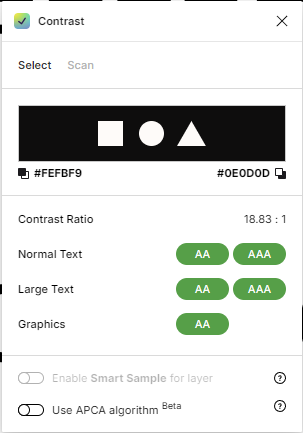 Contrast
Select Scan
#FEFBF9 #0E0D0D
Contrast Ratio 18.83 : 1
Normal Text AA AAA
Large Text AA AAA
Graphics AA
Enable Smart Sample for layer ?
Use APCA algorithm Beta ?